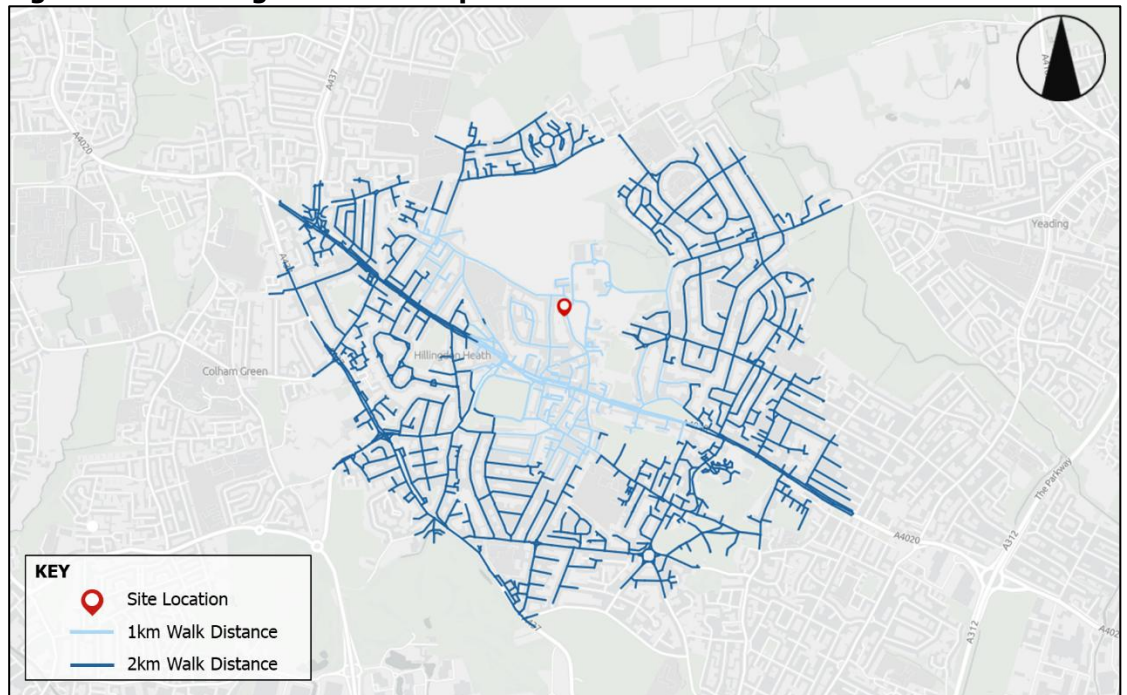 A437
A4020
Yeading
Hillingdon Heath
Colham Green
The Parkway
A4020
A312
A312
KEY
Site Location
1km Walk Distance
2km Walk Distance